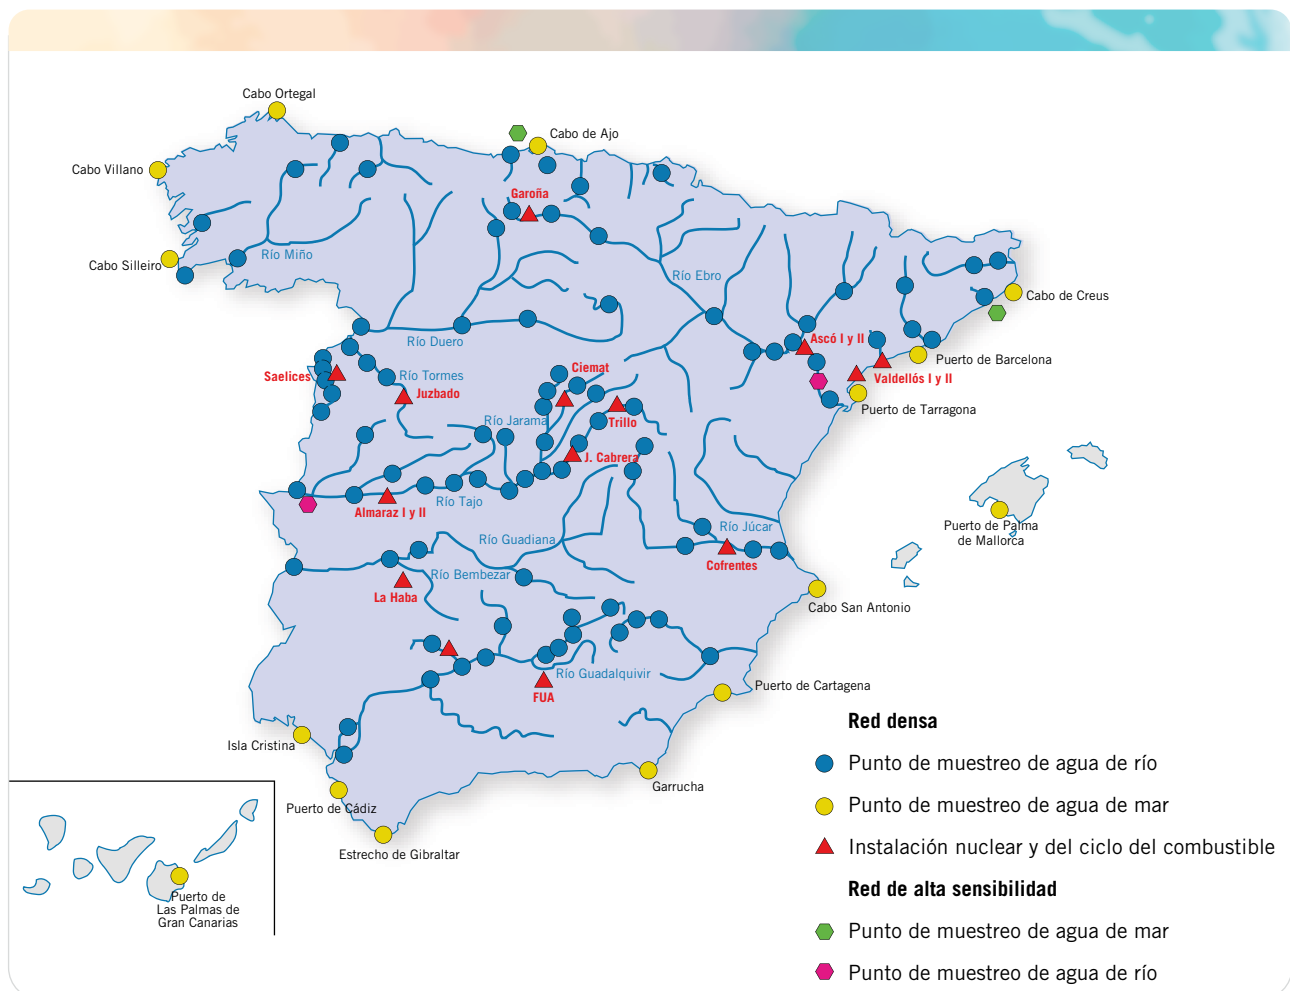 Cabo Ortegal
Cabo de Ajo
Cabo Villano
Garoña
Río Miño
Cabo Silleiro
Río Ebro
Cabo de Creus
Río Duero
Ascó I y II
Puerto de Barcelona
Saelices
Río Tormes
Ciemat
Valdellós I y II
Juzbado
Puerto de Tarragona
Río Jarama
Trillo
J. Cabrera
Río Tajo
Almaraz I y II
Puerto de Palma
de Mallorca
Río Júcar
Río Guadiana
Cofrentes
Río Bembezar
La Haba
Cabo San Antonio
Río Guadalquivir
FUA
Puerto de Cartagena
Isla Cristina
Garrucha
Puerto de Cádiz
Estrecho de Gibraltar
Puerto de
Las Palmas de
Gran Canarias
Red densa
Punto de muestreo de agua de río
Punto de muestreo de agua de mar
Instalación nuclear y del ciclo del combustible
Red de alta sensibilidad
Punto de muestreo de agua de mar
Punto de muestreo de agua de río